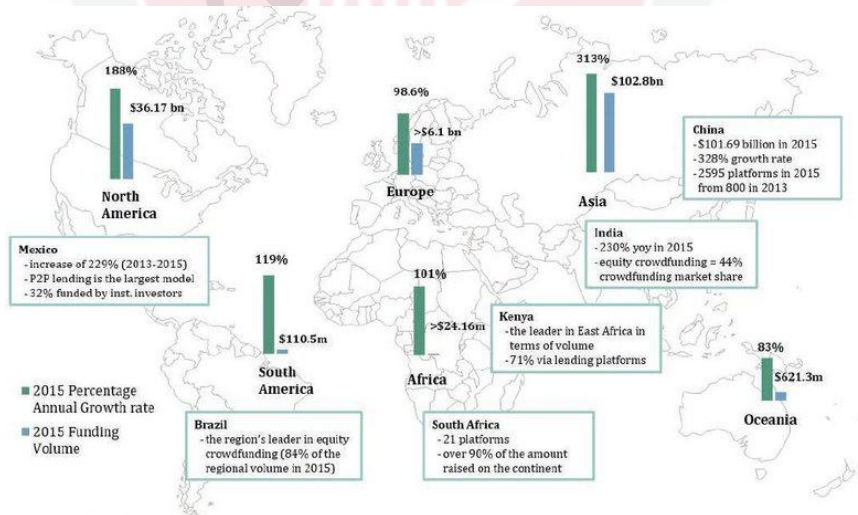 188%
$36.17 bn
North
America
98.6%
>$6.1 bn
Europe
313%
$102.8bn
Asia
China
-$101.69 billion in 2015
-328% growth rate
-2595 platforms in 2015
from 800 in 2013
India
-230% yoy in 2015
-equity crowdfunding = 44%
crowdfunding market share
Mexico
-increase of 229% (2013-2015)
-P2P lending is the largest model
-32% funded by inst. investors
119%
$110.5m
South
America
101%
>$24.16m
Africa
Kenya
-the leader in East Africa in
terms of volume
-71% via lending platforms
83%
$621.3m
Oceania
2015 Percentage
Annual Growth rate
2015 Funding
Volume
Brazil
-the region's leader in equity
crowdfunding (84% of the
regional volume in 2015)
South Africa
-21 platforms
-over 90% of the amount
raised on the continent